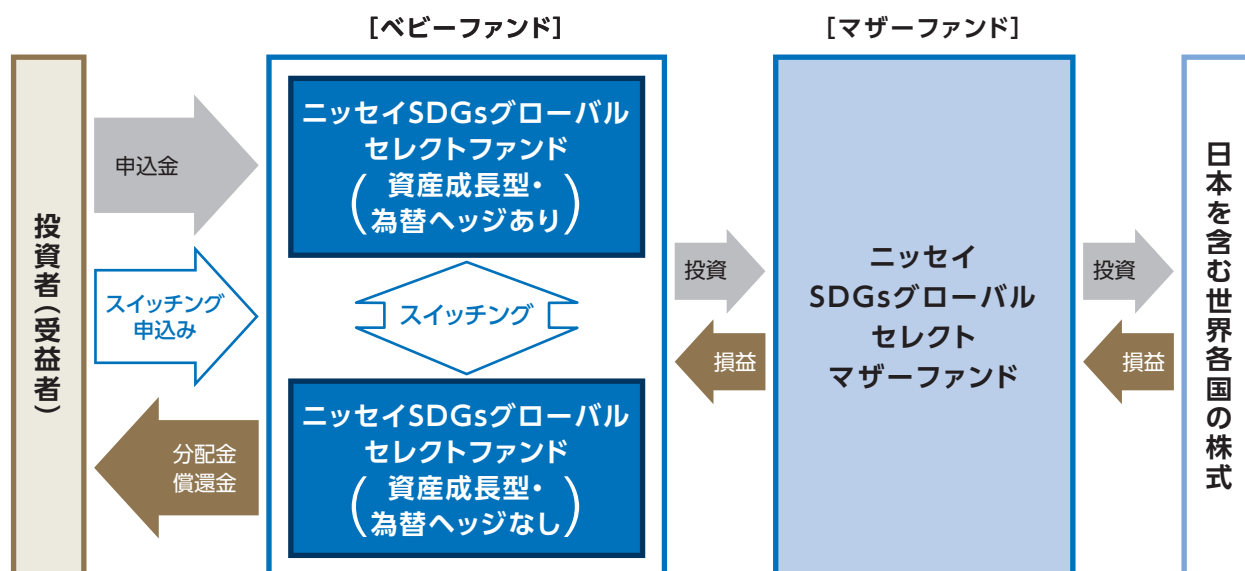 ［ベビーファンド］
［マザーファンド］
投資者（受益者）
申込金
スイッチング
申込み
分配金
償還金
ニッセイSDGsグローバル
セレクトファンド
（資産成長型・
為替ヘッジあり）
スイッチング
ニッセイSDGsグローバル
セレクトファンド
（資産成長型・
為替ヘッジなし）
投資
損益
ニッセイ
SDGsグローバル
セレクト
マザーファンド
投資
損益
日本を含む世界各国の株式